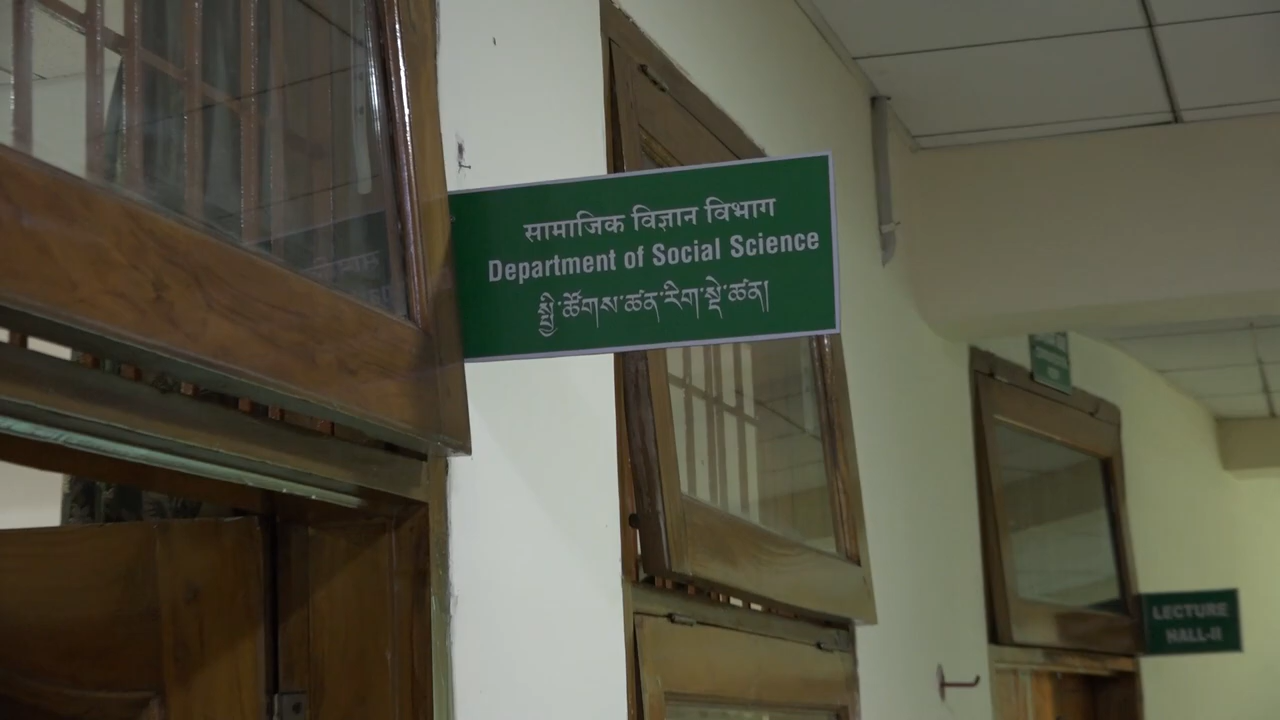 सामाजिक विज्ञान विभाग
Department of Social Science
སྤྱི་ཚོགས་ཚན་རིག་སྡེ་ཚན།
LECTURE
HALL-II